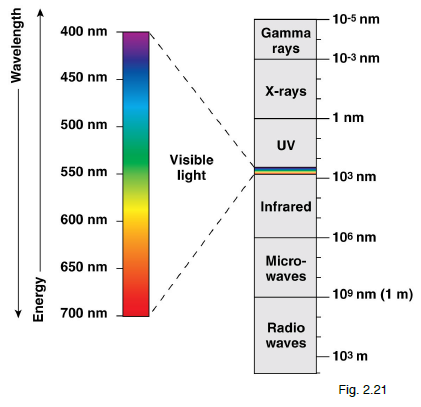 Wavelength
Energy
400 nm
450 nm
500 nm
550 nm
600 nm
650 nm
700 nm
Visible
light
Gamma
rays
X-rays
UV
Infrared
Micro-
waves
Radio
waves
10-5 nm
10-3 nm
1 nm
103 nm
106 nm
109 nm (1 m)
103 m
Fig. 2.21